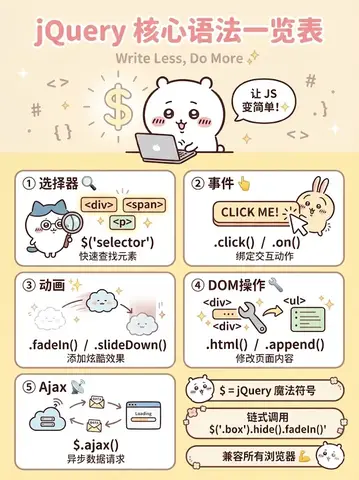 jQuery 核心语法一览表
Write Less, Do More
< >
{ }
$
让 JS
变简单!
# .
< >
{ }
① 选择器
<div>
<span>
<p>
$('selector')
快速查找元素
② 事件
CLICK ME!
.click() / .on()
绑定交互动作
③ 动画
.fadeIn() / .slideDown()
添加炫酷效果
④ DOM操作
<div>
<div>
<ul>
.html() / .append()
修改页面内容
⑤ Ajax
Loading
$.ajax()
异步数据请求
$ = jQuery 魔法符号
链式调用
$('.box').hide().fadeIn()'
兼容所有浏览器